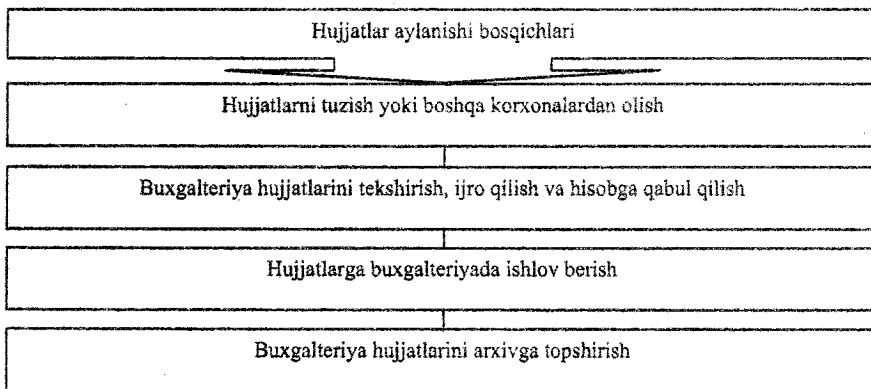 Hujjatlar aylanishi bosqichlari
Hujjatlarni tuzish yoki boshqa korxonalardan olish
Buxgalteriya hujjatlarini tekshirish, ijro qilish va hisobga qabul qilish
Hujjatlarga buxgalteriyada ishlov berish
Buxgalteriya hujjatlarini arxivga topshirish